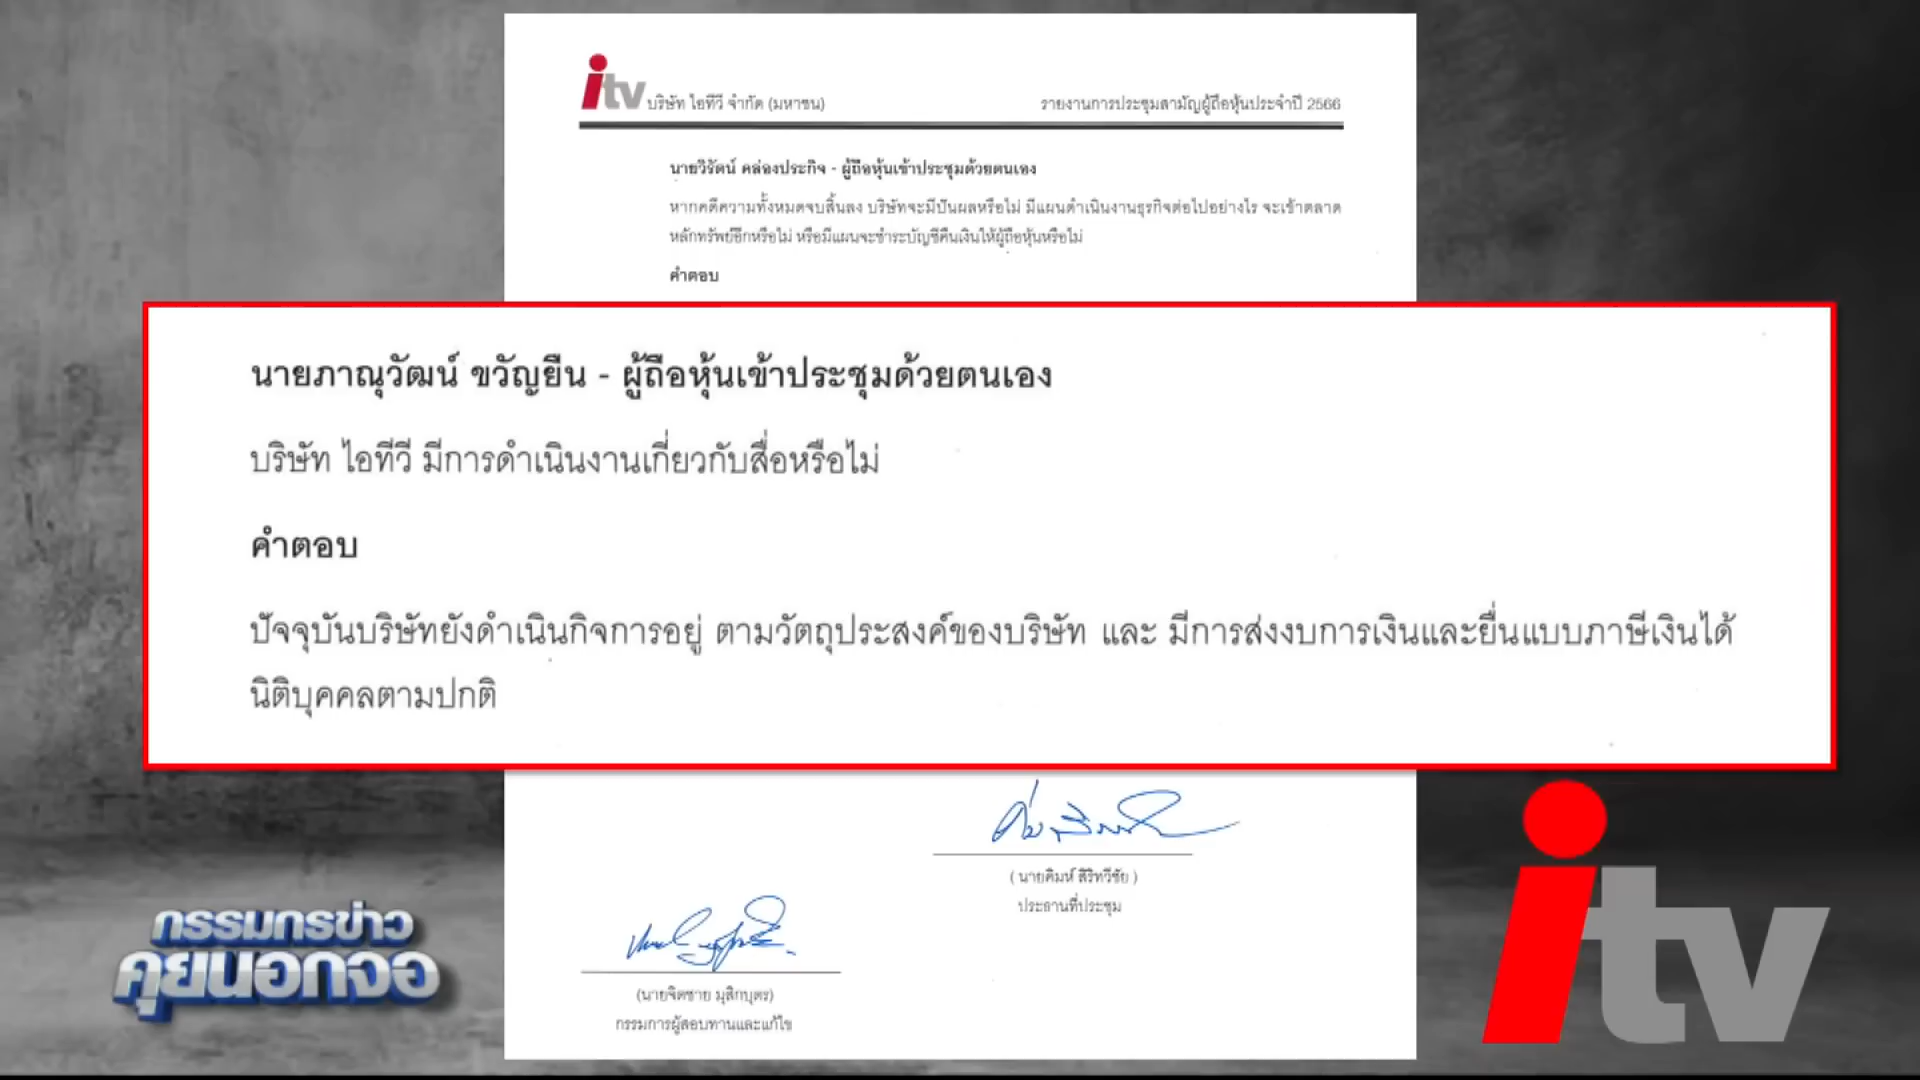 itv บริษัท ไอทีวี จำกัด (มหาชน) รายงานการประชุมสามัญผู้ถือหุ้นประจำปี 2566
นายวิรัตน์ คล่องประกิจ - ผู้ถือหุ้นเข้าประชุมด้วยตนเอง
หากคดีความทั้งหมดจบสิ้นลง บริษัทจะมีปันผลหรือไม่ มีแผนดำเนินงานธุรกิจต่อไปอย่างไร จะเข้าตลาด
หลักทรัพย์อีกหรือไม่ หรือมีแผนจะชำระบัญชีคืนเงินให้ผู้ถือหุ้นหรือไม่
คำตอบ
นายภาณุวัฒน์ ขวัญยืน - ผู้ถือหุ้นเข้าประชุมด้วยตนเอง
บริษัท ไอทีวี มีการดำเนินงานเกี่ยวกับสื่อหรือไม่
คำตอบ
ปัจจุบันบริษัทยังดำเนินกิจการอยู่ ตามวัตถุประสงค์ของบริษัท และ มีการส่งงบการเงินและยื่นแบบภาษีเงินได้
นิติบุคคลตามปกติ
( นายคิมห์ สิริทวีชัย )
ประธานที่ประชุม
(นายจิตชาย มุสิกบุตร)
กรรมการผู้สอบทานและแก้ไข
กรรมกรข่าว
คุยนอกจอ
itv